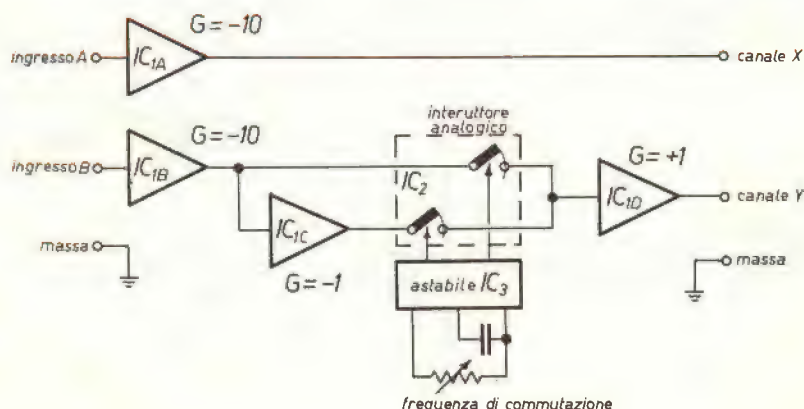 G = -10
ingresso A
IC1A
canale X
interuttore
analogico
G = -10
ingresso B
IC1B
IC2
G = +1
IC1D
canale Y
IC1C
massa
massa
G = -1
astabile IC3
frequenza di commutazione